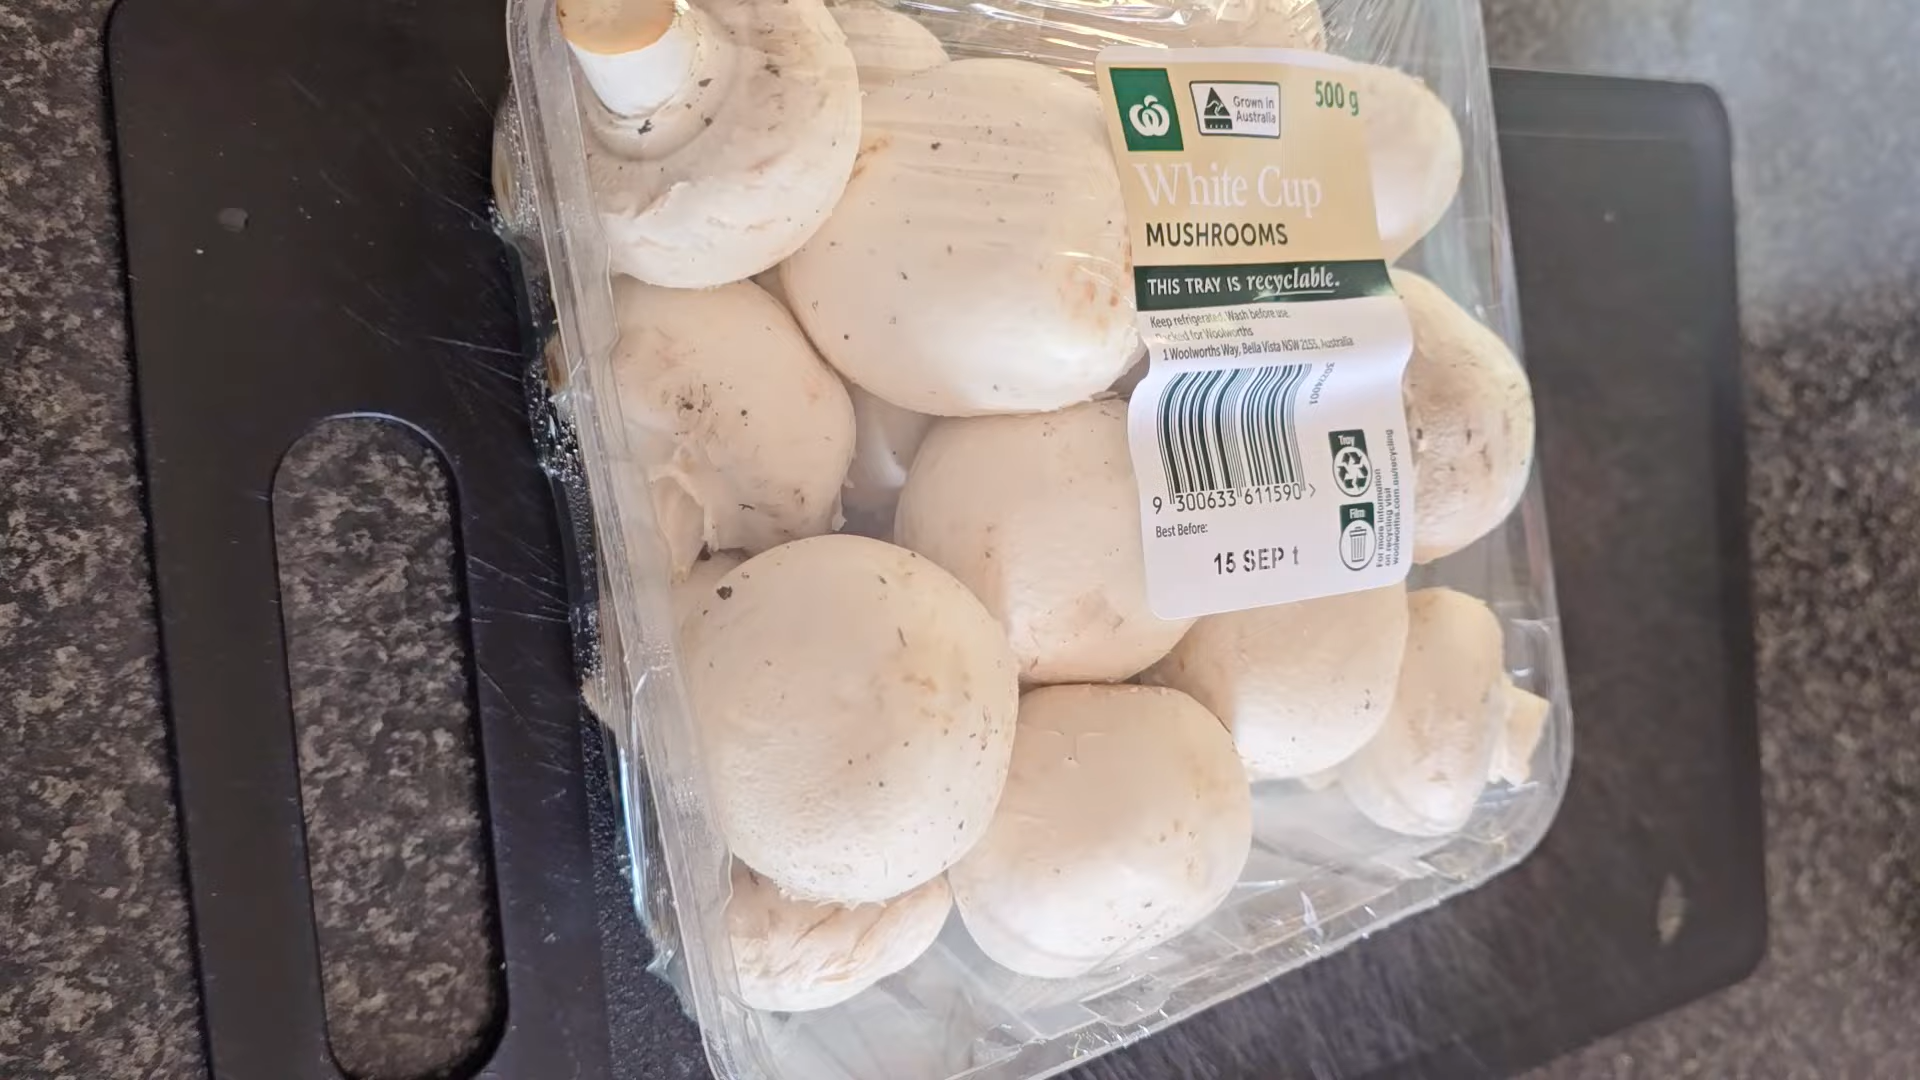 500 g
Grown in
Australia
White Cup
MUSHROOMS
THIS TRAY IS recyclable.
Keep refrigerated. Wash before use.
Packed for Woolworths
1 Woolworths Way, Bella Vista NSW 2153, Australia
9 300633 611590 >
Tray
Film
For more information
on recycling visit
woolworths.com.au/recycling
Best Before:
15 SEP t